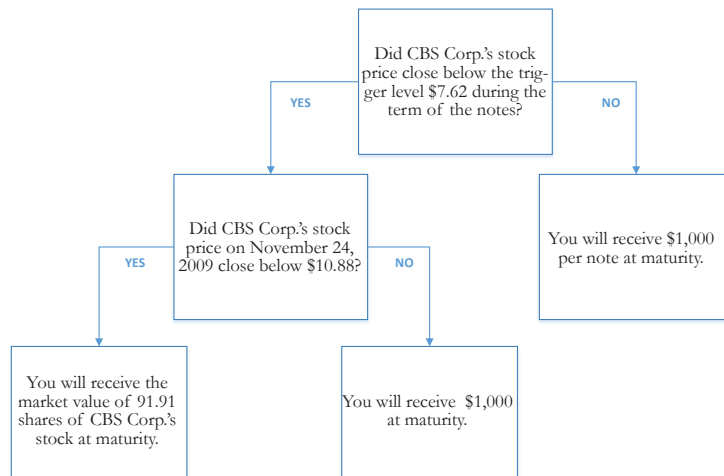 Did CBS Corp.'s stock
price close below the trig-
ger level $7.62 during the
term of the notes?
YES
NO
Did CBS Corp.'s stock
price on November 24,
2009 close below $10.88?
You will receive $1,000
per note at maturity.
YES
NO
You will receive the
market value of 91.91
shares of CBS Corp.'s
stock at maturity.
You will receive $1,000
at maturity.